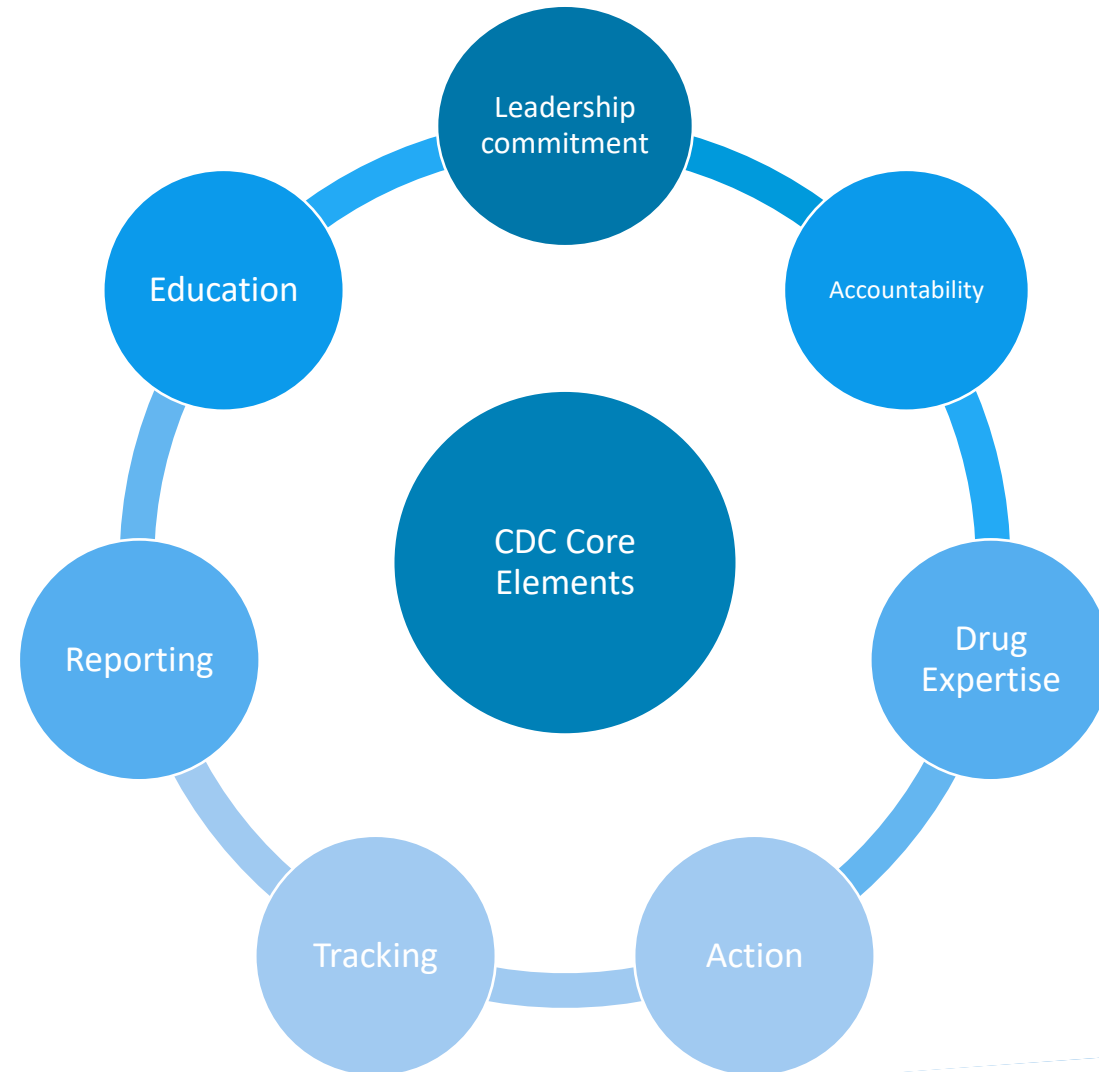 Leadership
commitment
Accountability
Drug
Expertise
Action
Tracking
Reporting
Education
CDC Core
Elements